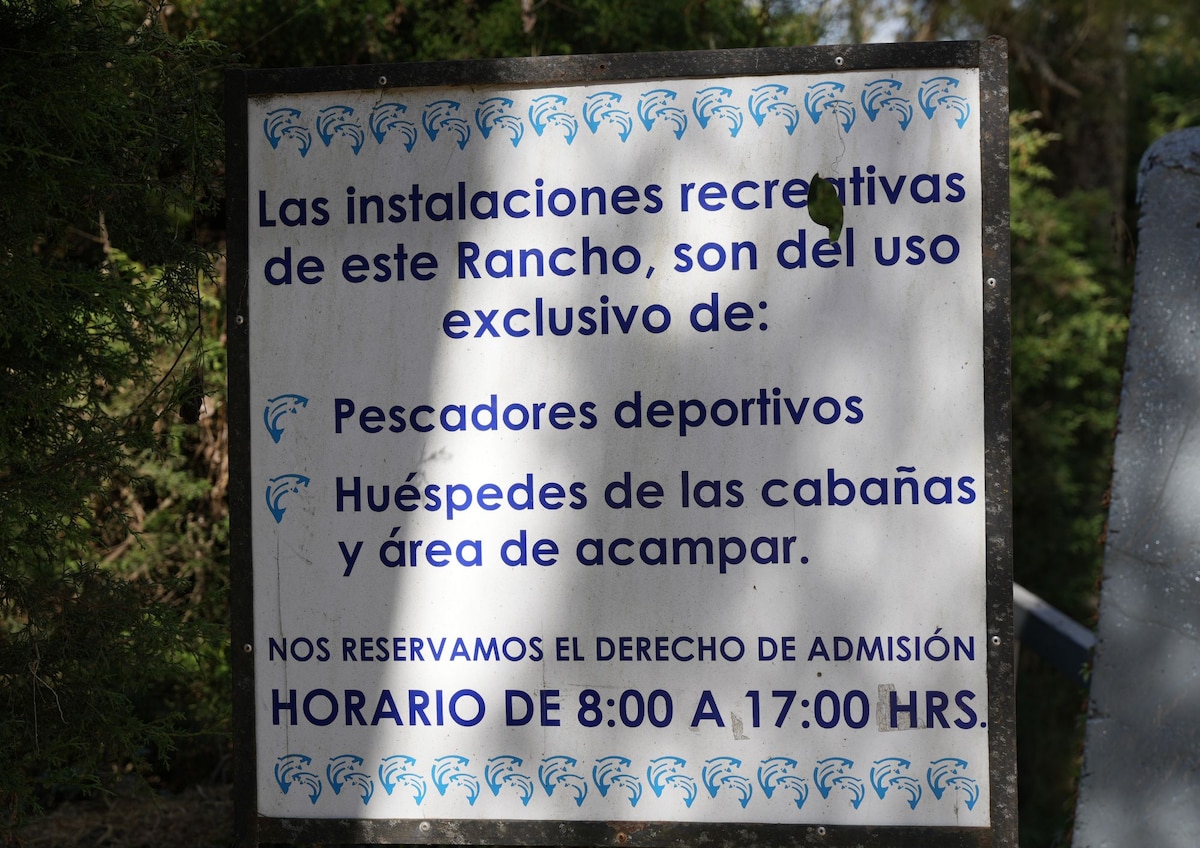 Las instalaciones recreativas
de este Rancho, son del uso
exclusivo de:
Pescadores deportivos
Huéspedes de las cabañas
y área de acampar.
NOS RESERVAMOS EL DERECHO DE ADMISIÓN
HORARIO DE 8:00 A 17:00 HRS.